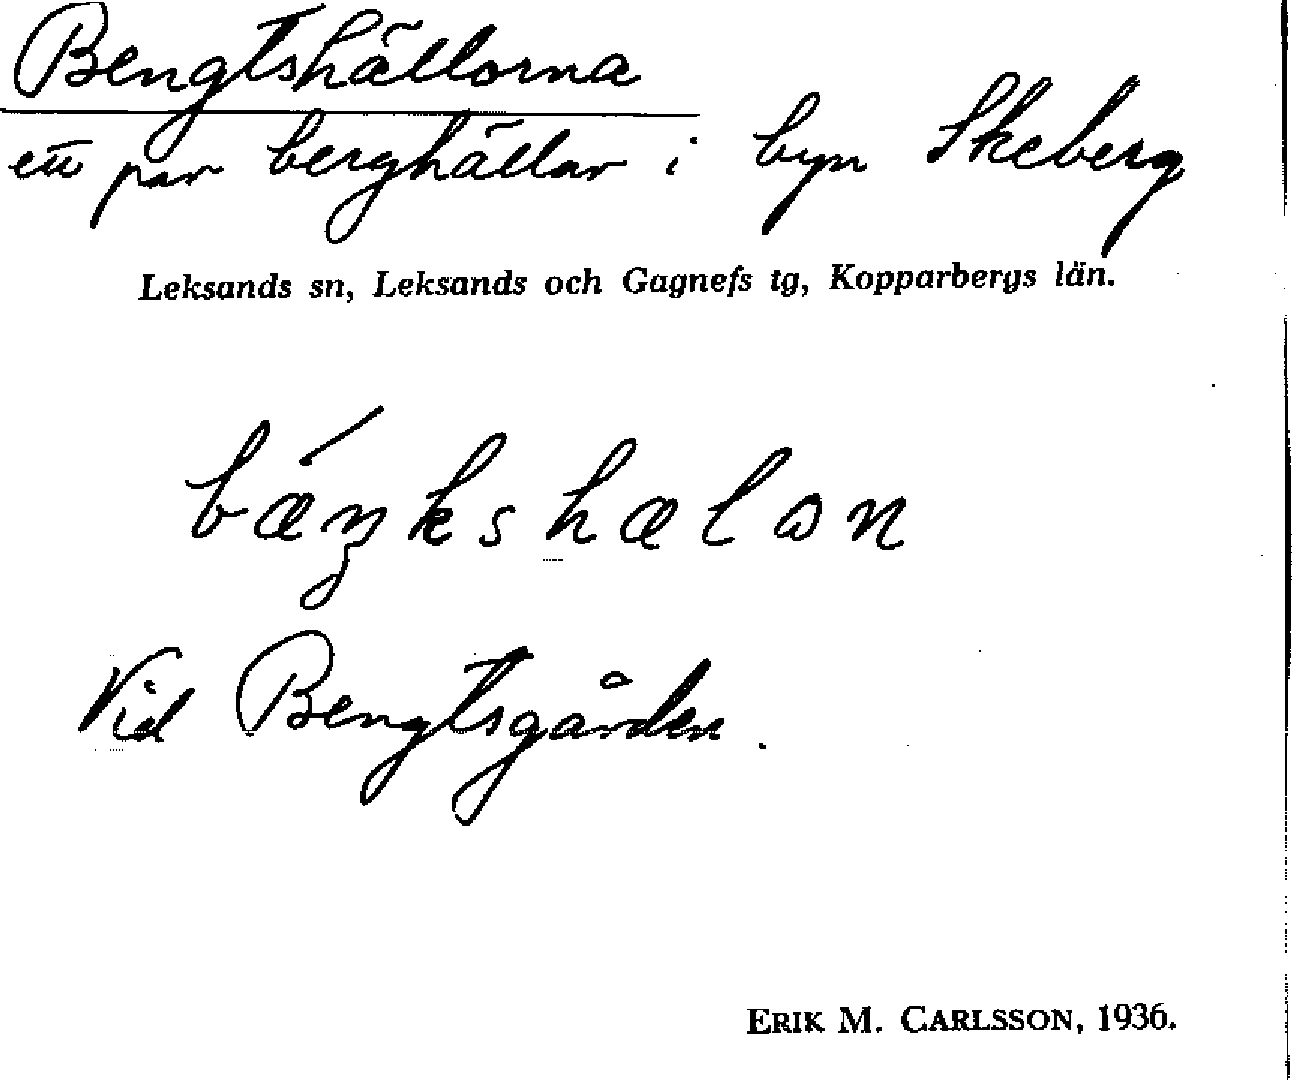 Bengtshällorna
ett par berghällar i byn Skeberg
Leksands sn, Leksands och Gagnefs tg, Kopparbergs län.
bǽŋkshælon
Vid Bengtsgården.
ERIK M. CARLSSON, 1936.